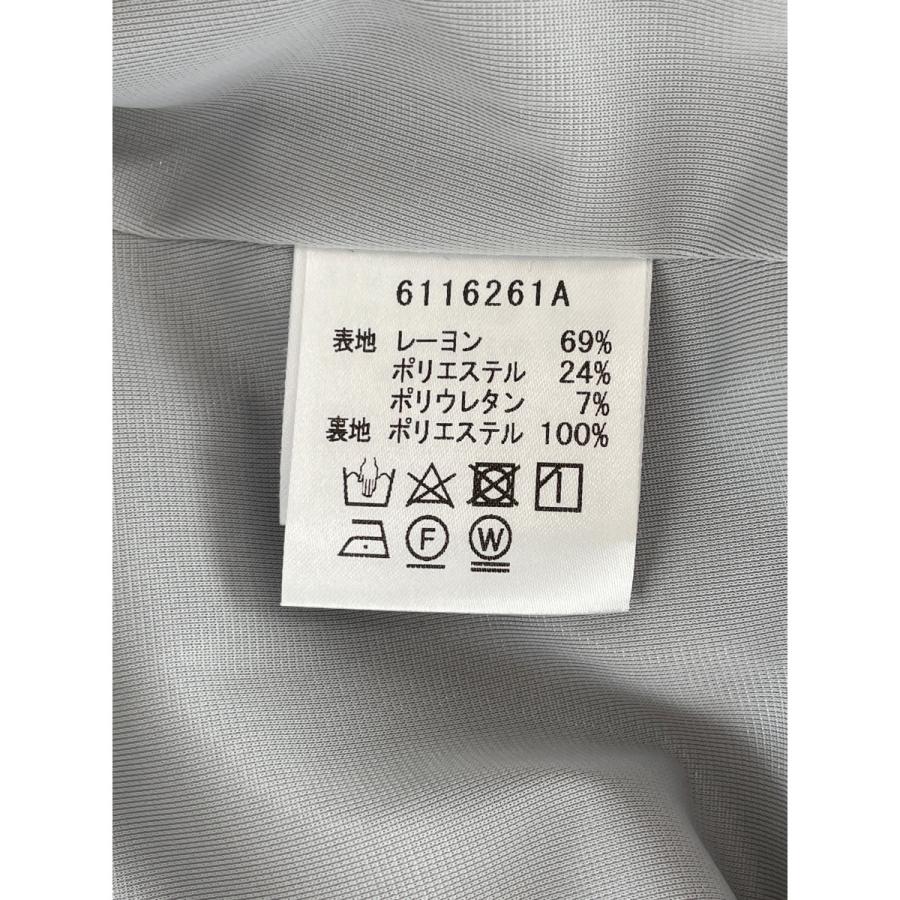 6116261A
表地 レーヨン 69%
ポリエステル 24%
ポリウレタン 7%
裏地 ポリエステル 100%
F W